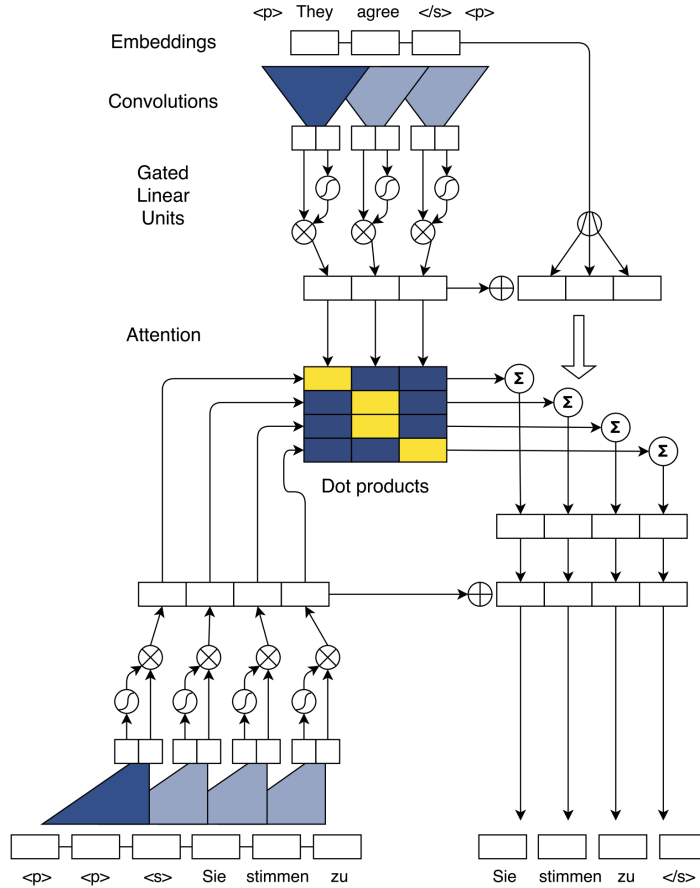 <p> They agree </s> <p>
Embeddings
Convolutions
Gated
Linear
Units
Attention
Σ
Σ
Σ
Σ
Dot products
<p> <p> <s> Sie stimmen zu
Sie stimmen zu </s>